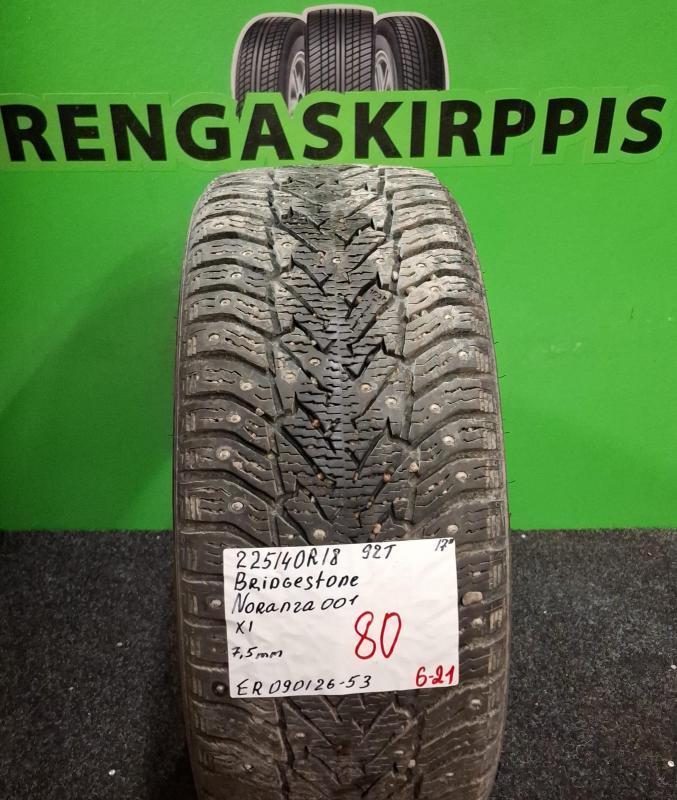 RENGASKIRPPIS
225/40R18 92T 17"
BRIDGestone
NORANZA 001
X1
80
7,5mm
ER090126-53 6-21